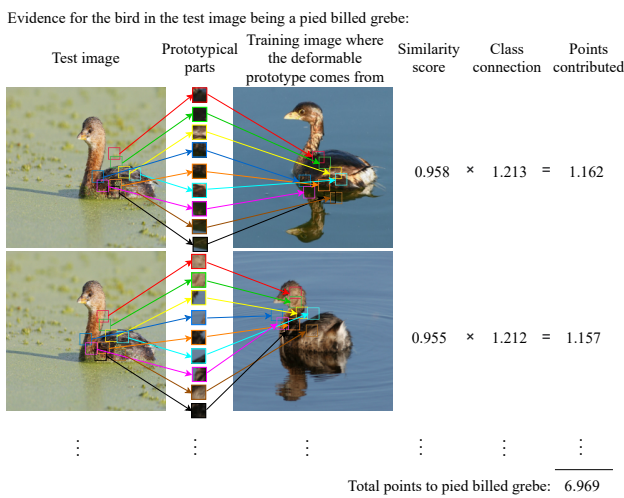 Evidence for the bird in the test image being a pied billed grebe:
Test image
Prototypical
parts
Training image where
the deformable
prototype comes from
Similarity
score
Class
connection
Points
contributed
0.958 × 1.213 = 1.162
0.955 × 1.212 = 1.157
⋮ ⋮ ⋮ ⋮ ⋮ ⋮
Total points to pied billed grebe: 6.969